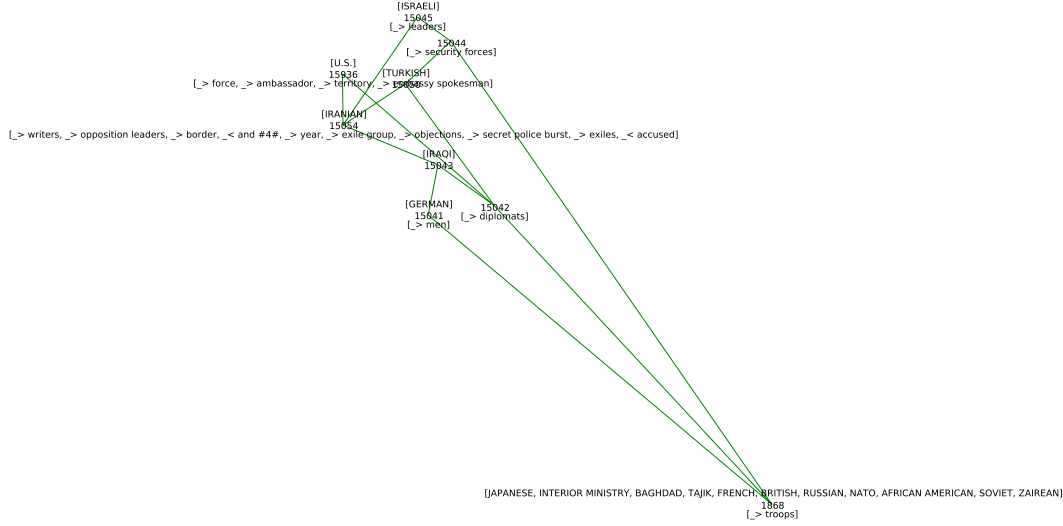 [ISRAELI]
15045
[_> leaders]
15044
[_> security forces]
[U.S.]
15936
[TURKISH]
[_> force, _> ambassador, _> territory, _> embassy spokesman]
[IRANIAN]
15054
[_> writers, _> opposition leaders, _> border, _< and #4#, _> year, _> exile group, _> objections, _> secret police burst, _> exiles, _< accused]
[IRAQI]
15043
[GERMAN]
15041
[_> men]
15042
[_> diplomats]
[JAPANESE, INTERIOR MINISTRY, BAGHDAD, TAJIK, FRENCH, BRITISH, RUSSIAN, NATO, AFRICAN AMERICAN, SOVIET, ZAIREAN]
1868
[_> troops]